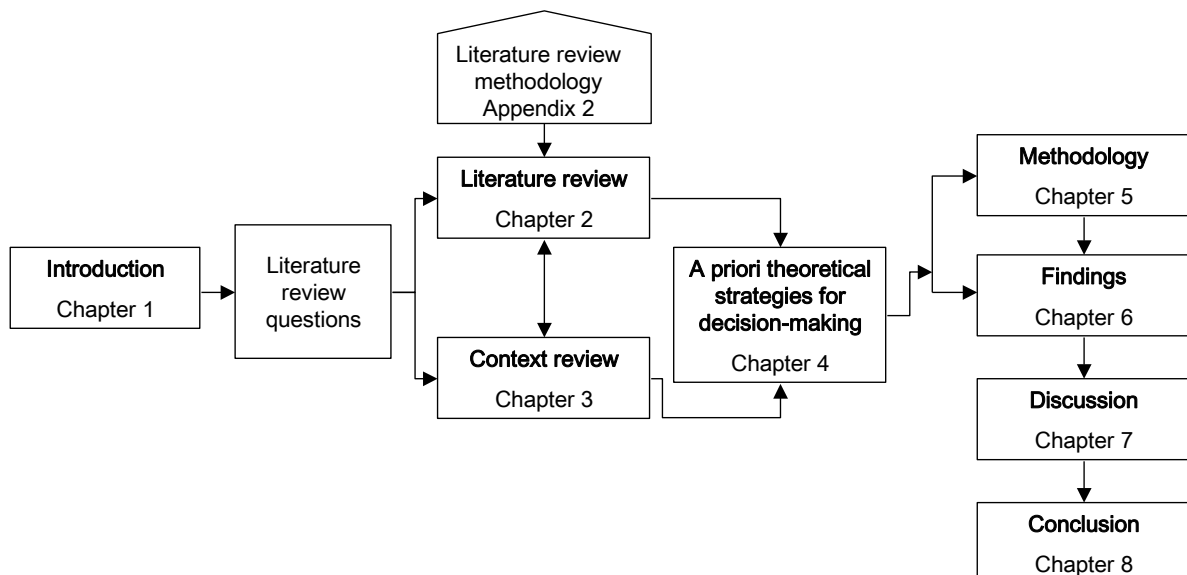 Literature review
methodology
Appendix 2
Literature review
Chapter 2
Introduction
Chapter 1
Literature
review
questions
Context review
Chapter 3
A priori theoretical
strategies for
decision-making
Chapter 4
Methodology
Chapter 5
Findings
Chapter 6
Discussion
Chapter 7
Conclusion
Chapter 8